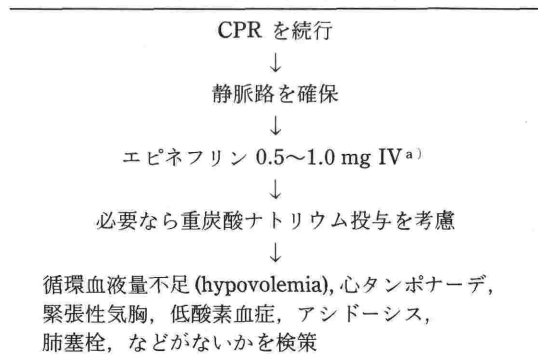 CPR を続行
↓
静脈路を確保
↓
エピネフリン 0.5〜1.0 mg IVᵃ⁾
↓
必要なら重炭酸ナトリウム投与を考慮
↓
循環血液量不足(hypovolemia), 心タンポナーデ,
緊張性気胸, 低酸素血症, アシドーシス,
肺塞栓, などがないかを検策